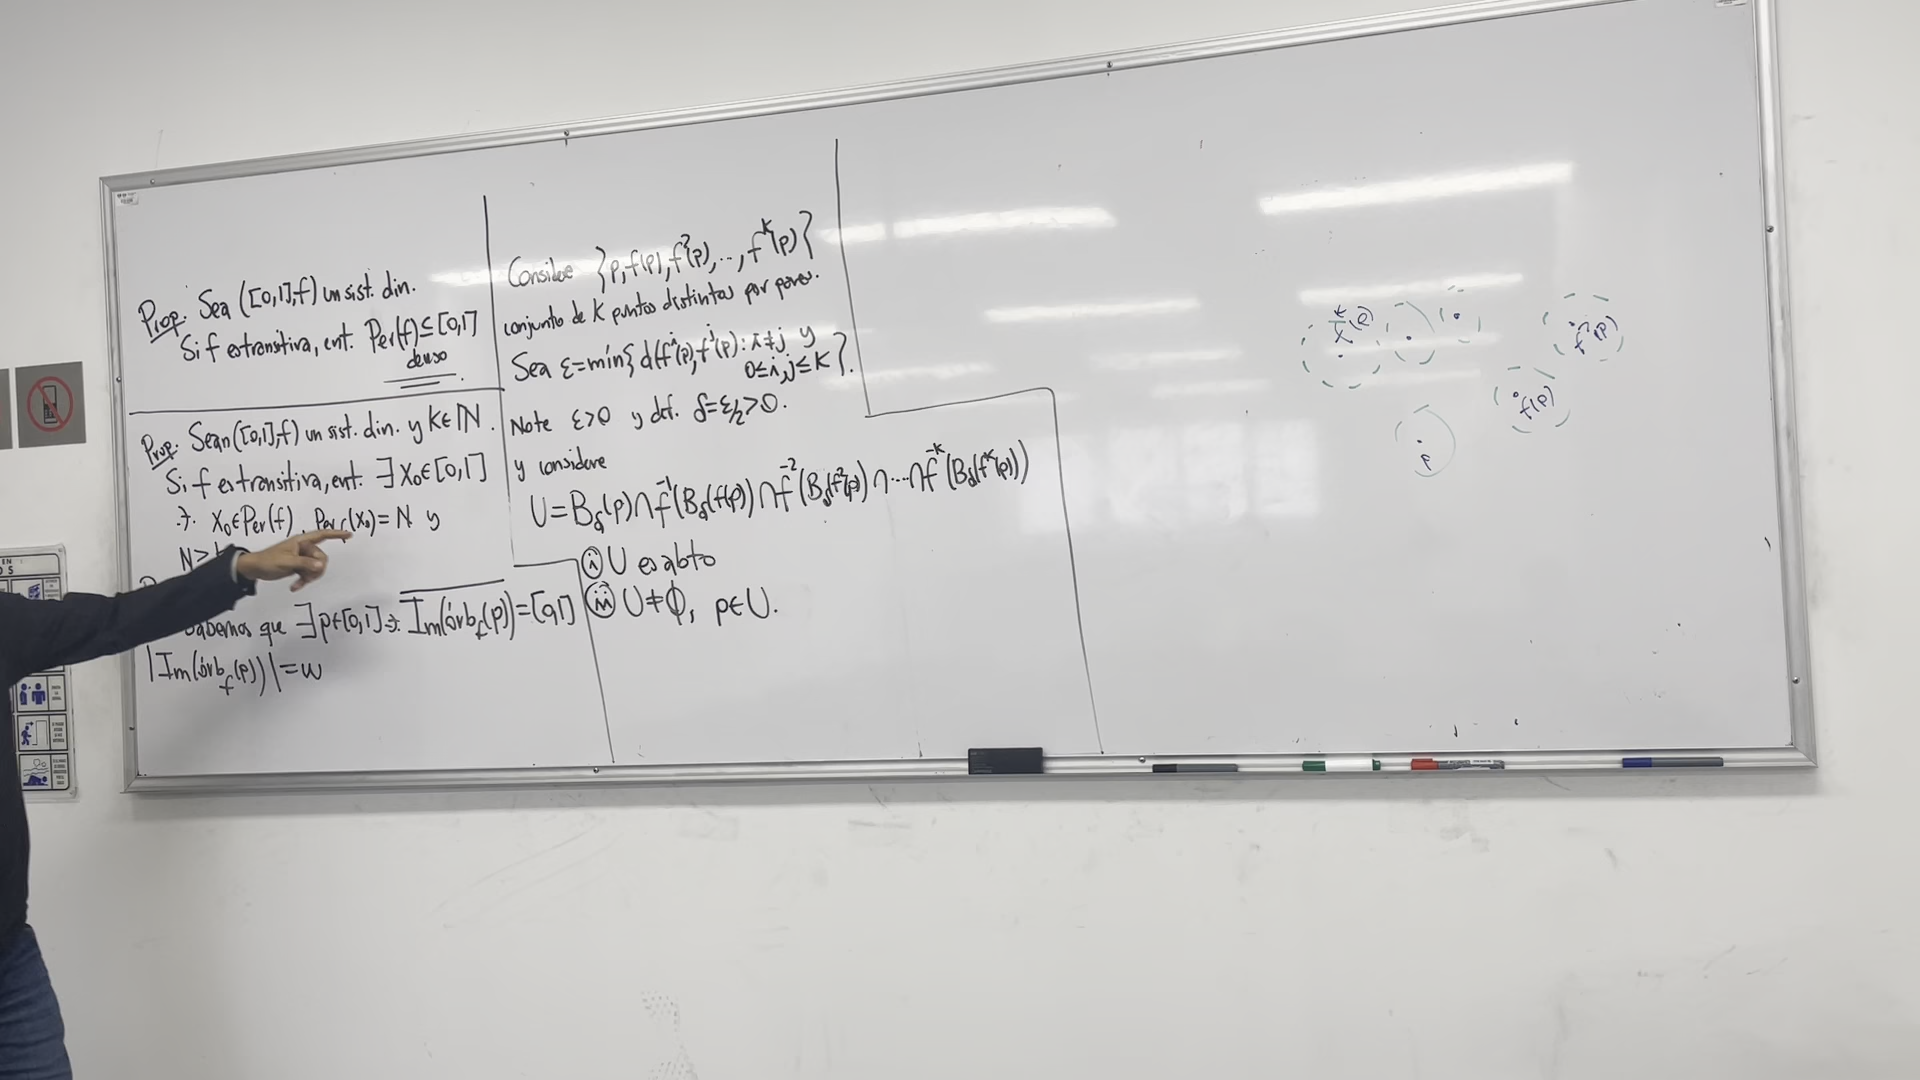 Prop: Sea ([0,1],f) un sist. din.
Si f es transitiva, ent. Per(f)⊆[0,1]
denso
Prop: Sean ([0,1],f) un sist. din. y K∈ℕ.
Si f es transitiva, ent. ∃ x₀∈[0,1]
∋. x₀∈Per(f), Per_f(x₀)=N y
N>
Sabemos que ∃p∈[0,1]∋: \overline{Im(órb_f(p))}=[0,1]
|Im(órb_f(p))|=ω
Considere {p,f(p),f²(p),..,f^K(p)}
conjunto de K puntos distintos por pares.
Sea ε=mín{d(f^i(p),f^j(p)): i≠j y
0≤i,j≤K}.
Note ε>0 y def. δ=ε/2>0.
y considere
U=B_δ(p)∩f^{-1}(B_δ(f(p))∩f^{-2}(B_δ(f²(p))∩...∩f^{-K}(B_δ(f^K(p)))
(i) U es abto
(ii) U≠∅, p∈U.
f^K(p)
f²(p)
f(p)
p